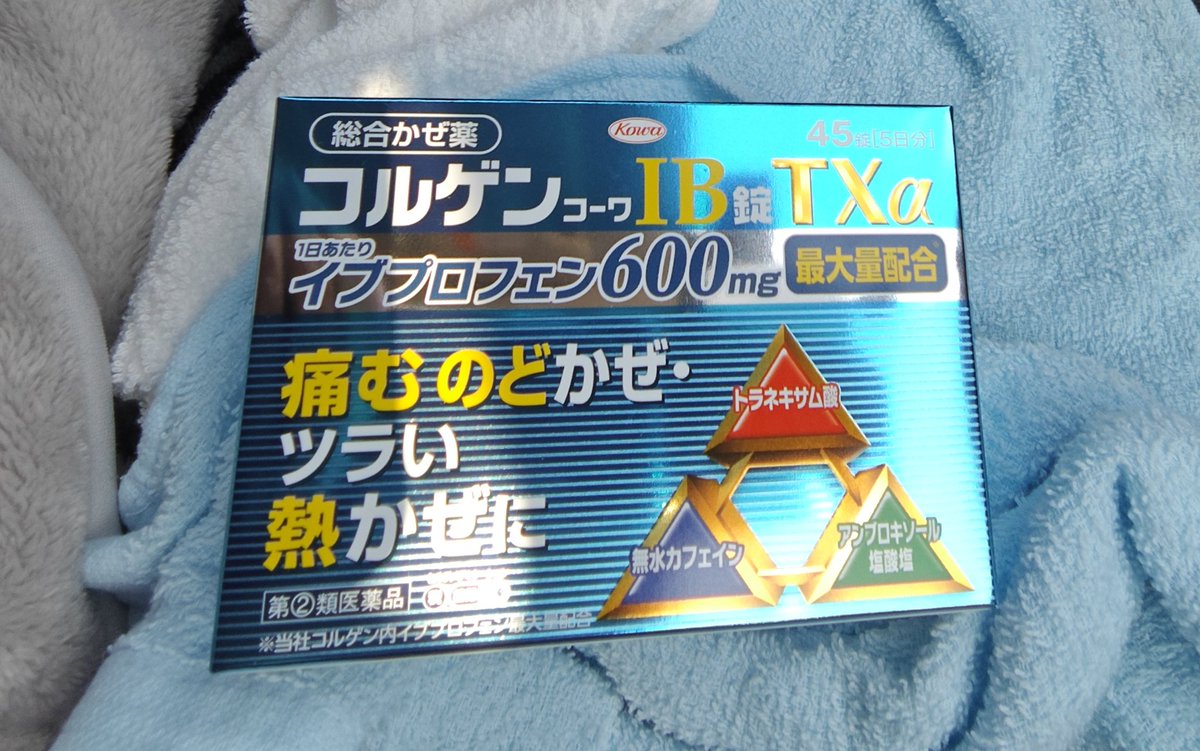 総合かぜ薬
Kowa
45錠[5日分]
コルゲンコーワIB錠TXα
1日あたり
イブプロフェン600mg
最大量配合※
痛むのどかぜ・
ツラい
熱かぜに
トラネキサム酸
無水カフェイン
アンブロキソール
塩酸塩
指②類医薬品
※当社コルゲン内イブプロフェン最大量配合